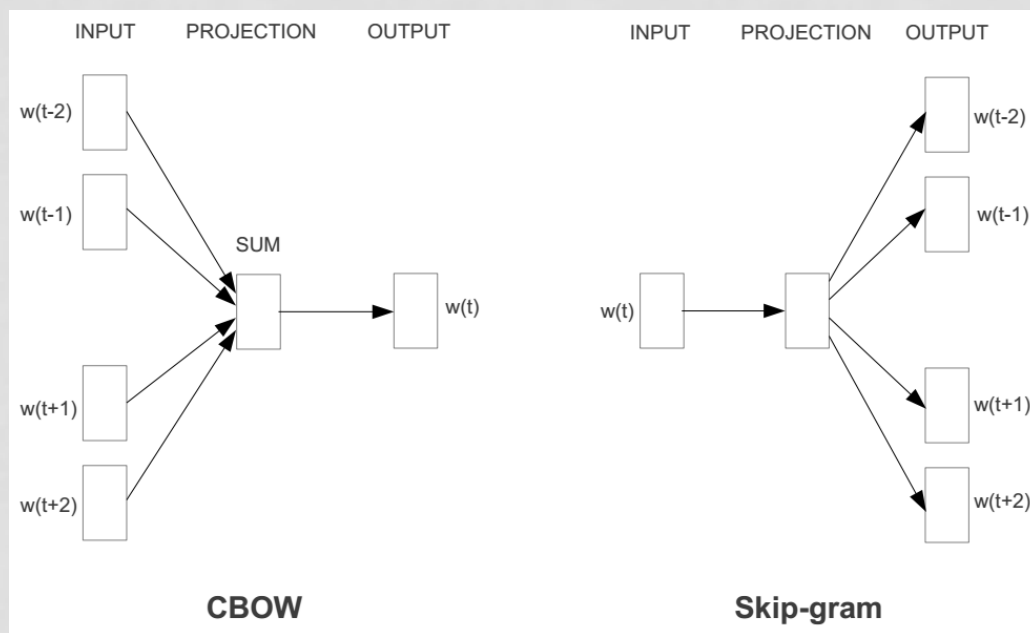 INPUT PROJECTION OUTPUT
w(t-2)
w(t-1)
SUM
w(t)
w(t+1)
w(t+2)
CBOW
INPUT PROJECTION OUTPUT
w(t-2)
w(t-1)
w(t)
w(t+1)
w(t+2)
Skip-gram